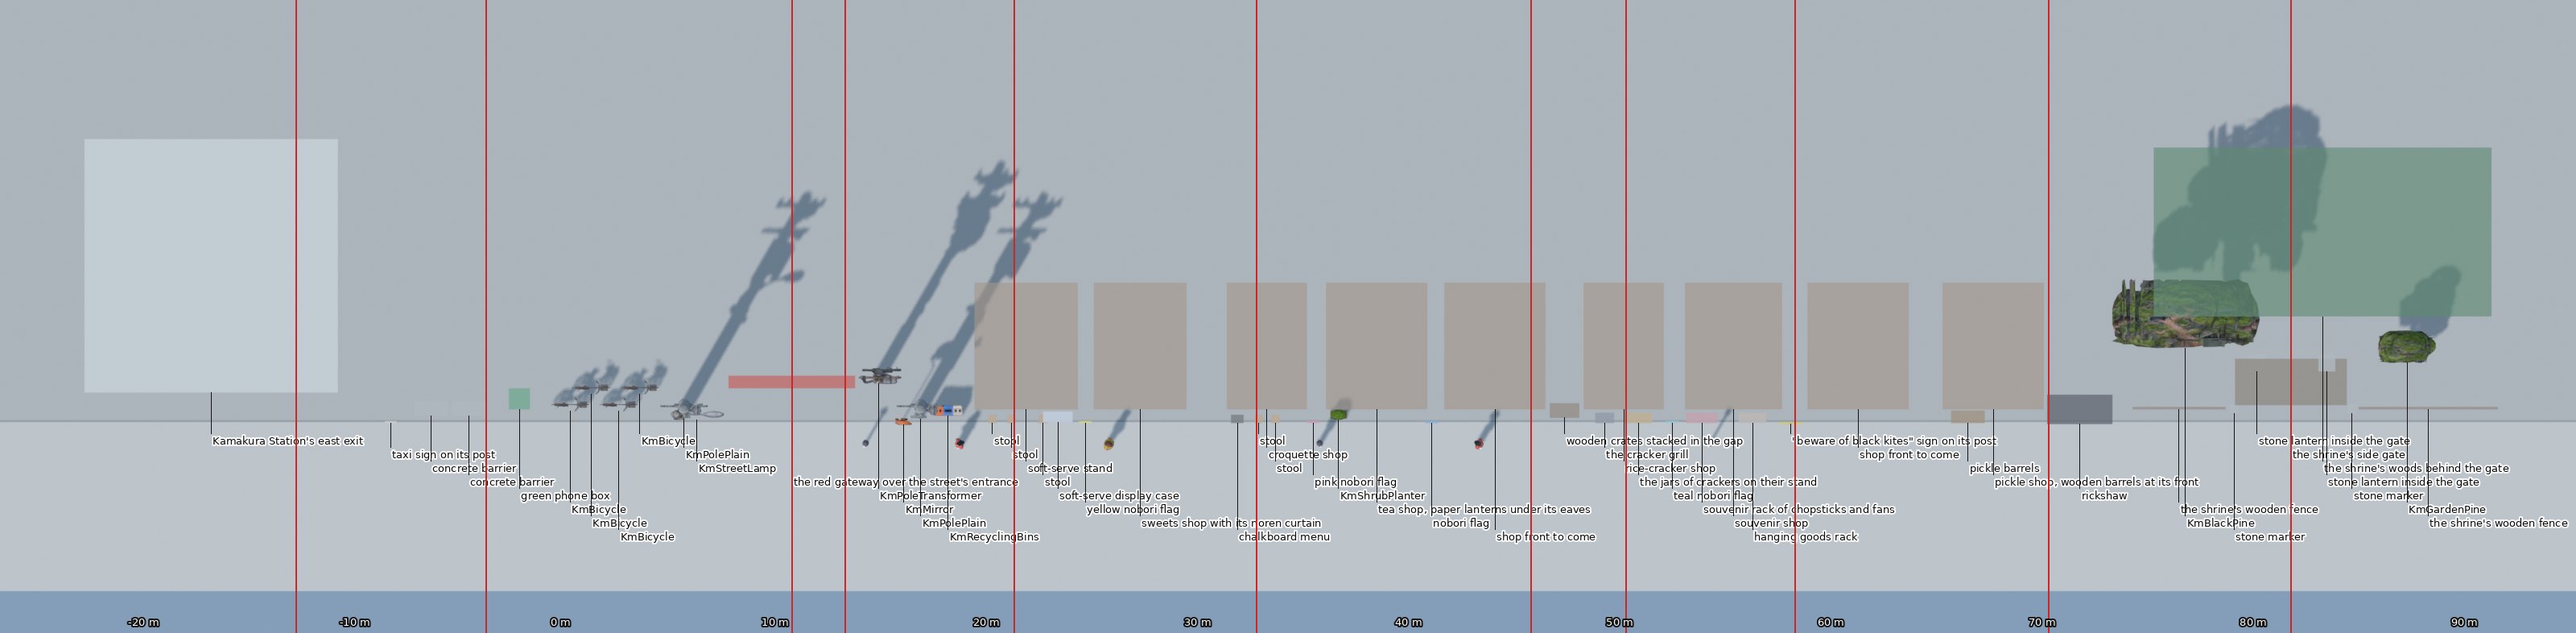 Kamakura Station's east exit
KmBicycle
wooden crates stacked in the gap
"beware of black kites" sign on its post
stone lantern inside the gate
taxi sign on its post
KmPolePlain
stool
stool
stool
croquette shop
the cracker grill
shop front to come
the shrine's side gate
concrete barrier
KmStreetLamp
soft-serve stand
stool
rice-cracker shop
pickle barrels
the shrine's woods behind the gate
concrete barrier
the red gateway over the street's entrance
stool
pink nobori flag
the jars of crackers on their stand
pickle shop, wooden barrels at its front
stone lantern inside the gate
green phone box
KmPoleTransformer
soft-serve display case
KmShrubPlanter
teal nobori flag
rickshaw
stone marker
KmBicycle
KmMirror
yellow nobori flag
tea shop, paper lanterns under its eaves
souvenir rack of chopsticks and fans
the shrine's wooden fence
KmGardenPine
KmBicycle
KmPolePlain
sweets shop with its noren curtain
nobori flag
souvenir shop
KmBlackPine
the shrine's wooden fence
KmBicycle
KmRecyclingBins
chalkboard menu
shop front to come
hanging goods rack
stone marker
-20 m
-10 m
0 m
10 m
20 m
30 m
40 m
50 m
60 m
70 m
80 m
90 m